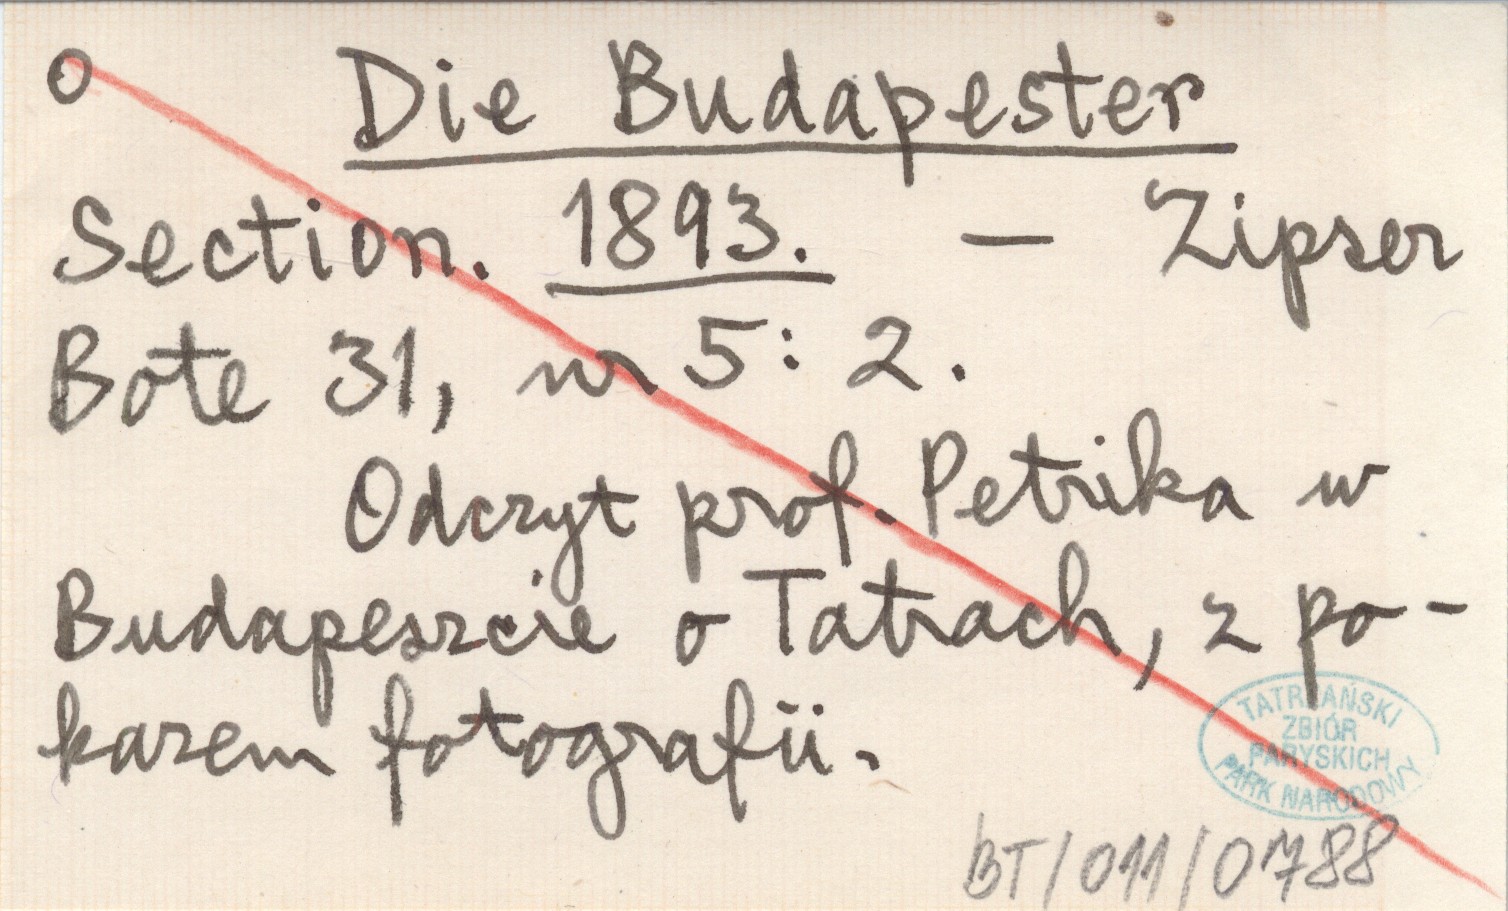 O Die Budapester
Section. 1893. — Zipser
Bote 31, nr 5: 2.
Odczyt prof. Petrika w
Budapeszcie o Tatrach, z po-
kazem fotografii.
TATRZAŃSKI
ZBIÓR
PARYSKICH
PARK NARODOWY
BT/011/0788